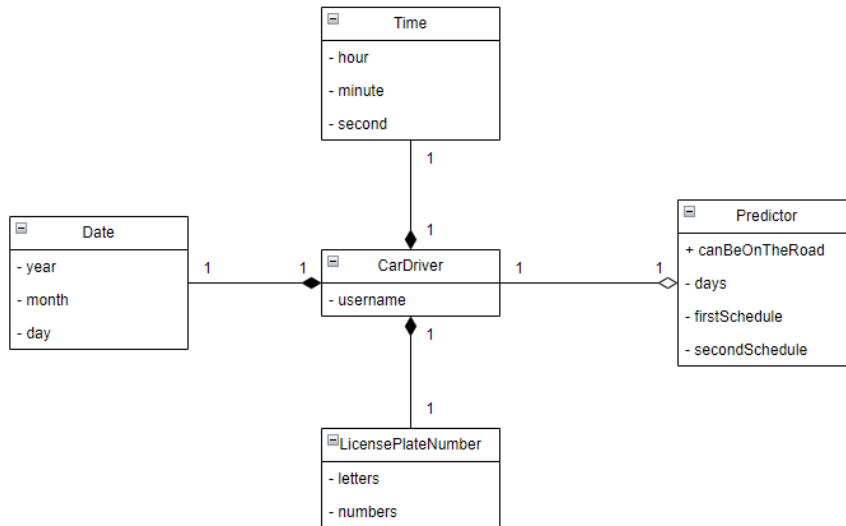 Time
- hour
- minute
- second
1
1
Date
- year
- month
- day
1
1
CarDriver
- username
1
1
Predictor
+ canBeOnTheRoad
- days
- firstSchedule
- secondSchedule
1
1
LicensePlateNumber
- letters
- numbers